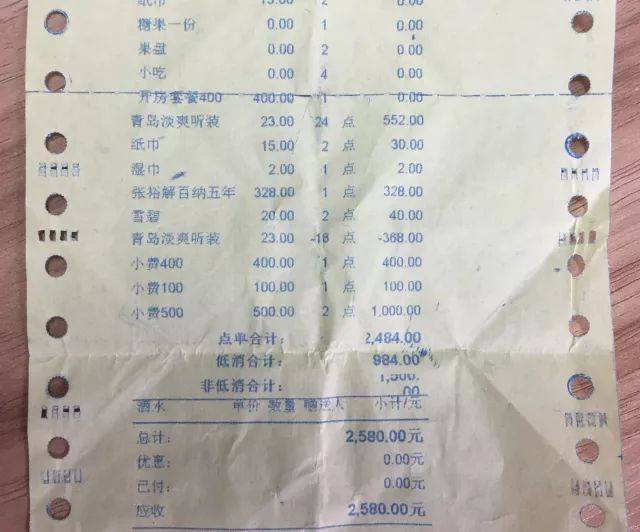 纸巾 15.00 2 0.00
糖果一份 0.00 1 0.00
果盘 0.00 2 0.00
小吃 0.00 4 0.00
开房套餐400 400.00 1 0.00
青岛淡爽听装 23.00 24 点 552.00
纸巾 15.00 2 点 30.00
湿巾 2.00 1 点 2.00
张裕解百纳五年 328.00 1 点 328.00
雪碧 20.00 2 点 40.00
青岛淡爽听装 23.00 -16 点 -368.00
小费400 400.00 1 点 400.00
小费100 100.00 1 点 100.00
小费500 500.00 2 点 1,000.00
点单合计: 2,484.00
低消合计: 984.00
非低消合计: 1,500.
00
酒水 单价 数量 赠送人 小计/元
总计: 2,580.00元
优惠: 0.00元
已付: 0.00元
应收 2,580.00元